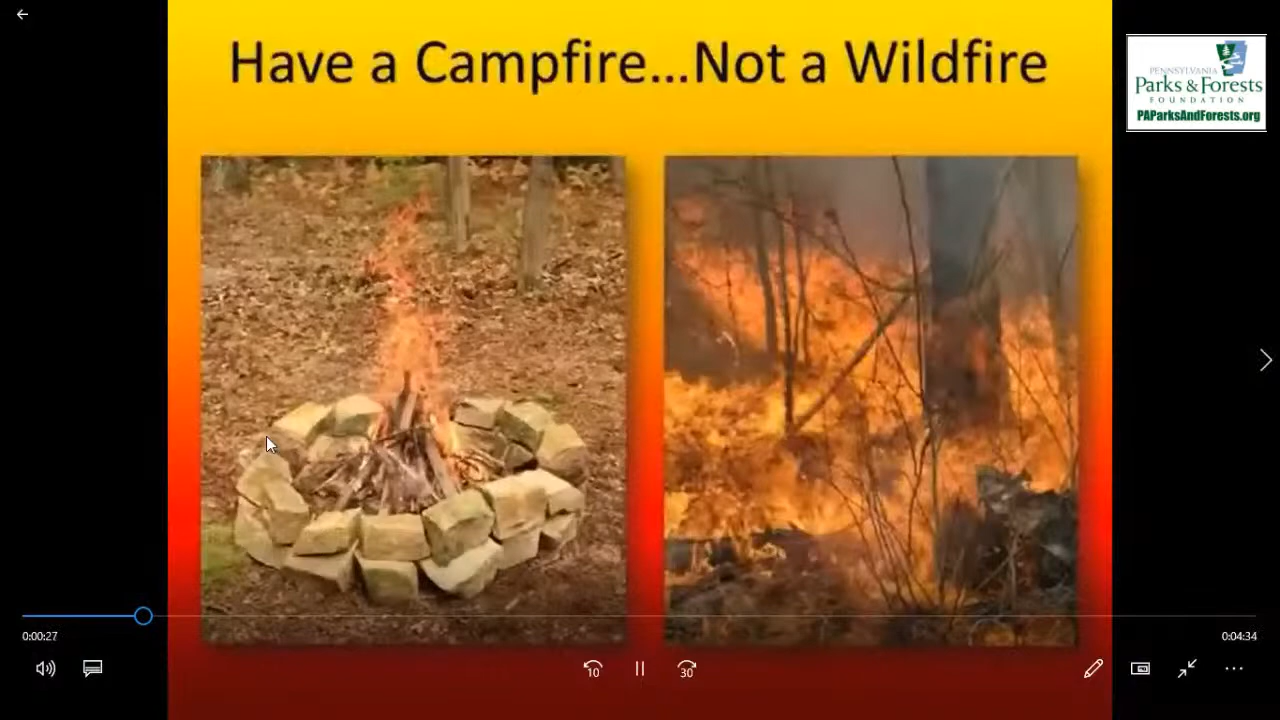 Have a Campfire...Not a Wildfire
PENNSYLVANIA
Parks & Forests
FOUNDATION
PAParksAndForests.org
0:00:27
0:04:34
10
30